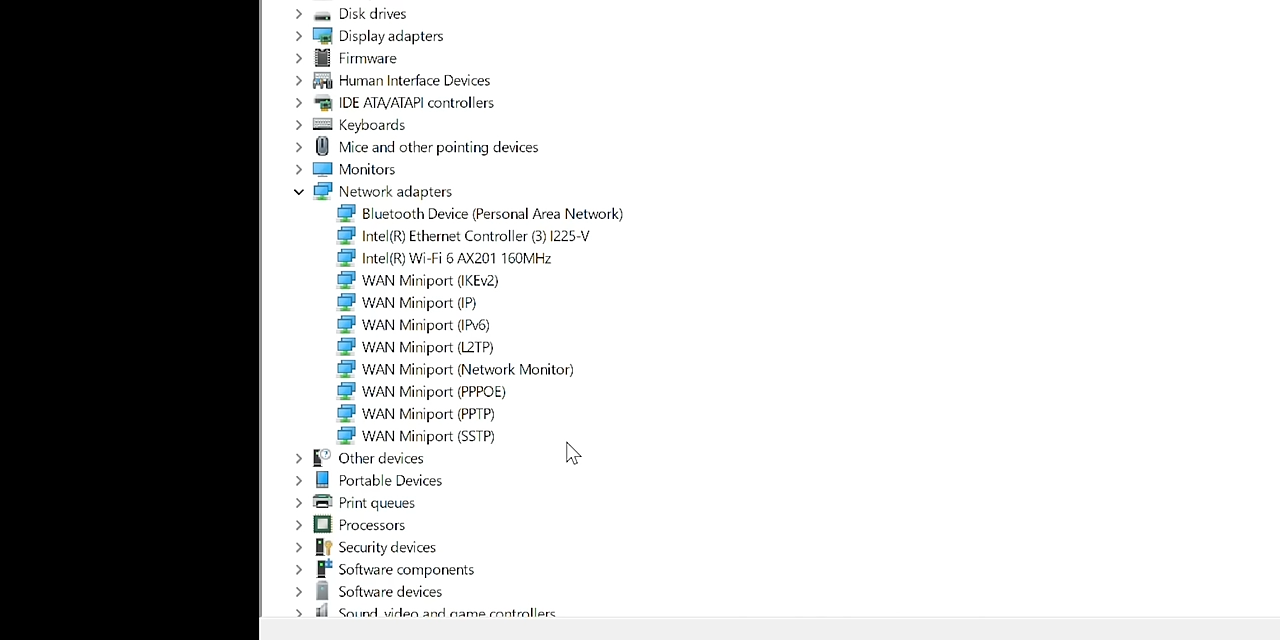 Disk drives
Display adapters
Firmware
Human Interface Devices
IDE ATA/ATAPI controllers
Keyboards
Mice and other pointing devices
Monitors
Network adapters
Bluetooth Device (Personal Area Network)
Intel(R) Ethernet Controller (3) I225-V
Intel(R) Wi-Fi 6 AX201 160MHz
WAN Miniport (IKEv2)
WAN Miniport (IP)
WAN Miniport (IPv6)
WAN Miniport (L2TP)
WAN Miniport (Network Monitor)
WAN Miniport (PPPOE)
WAN Miniport (PPTP)
WAN Miniport (SSTP)
Other devices
Portable Devices
Print queues
Processors
Security devices
Software components
Software devices
Sound, video and game controllers